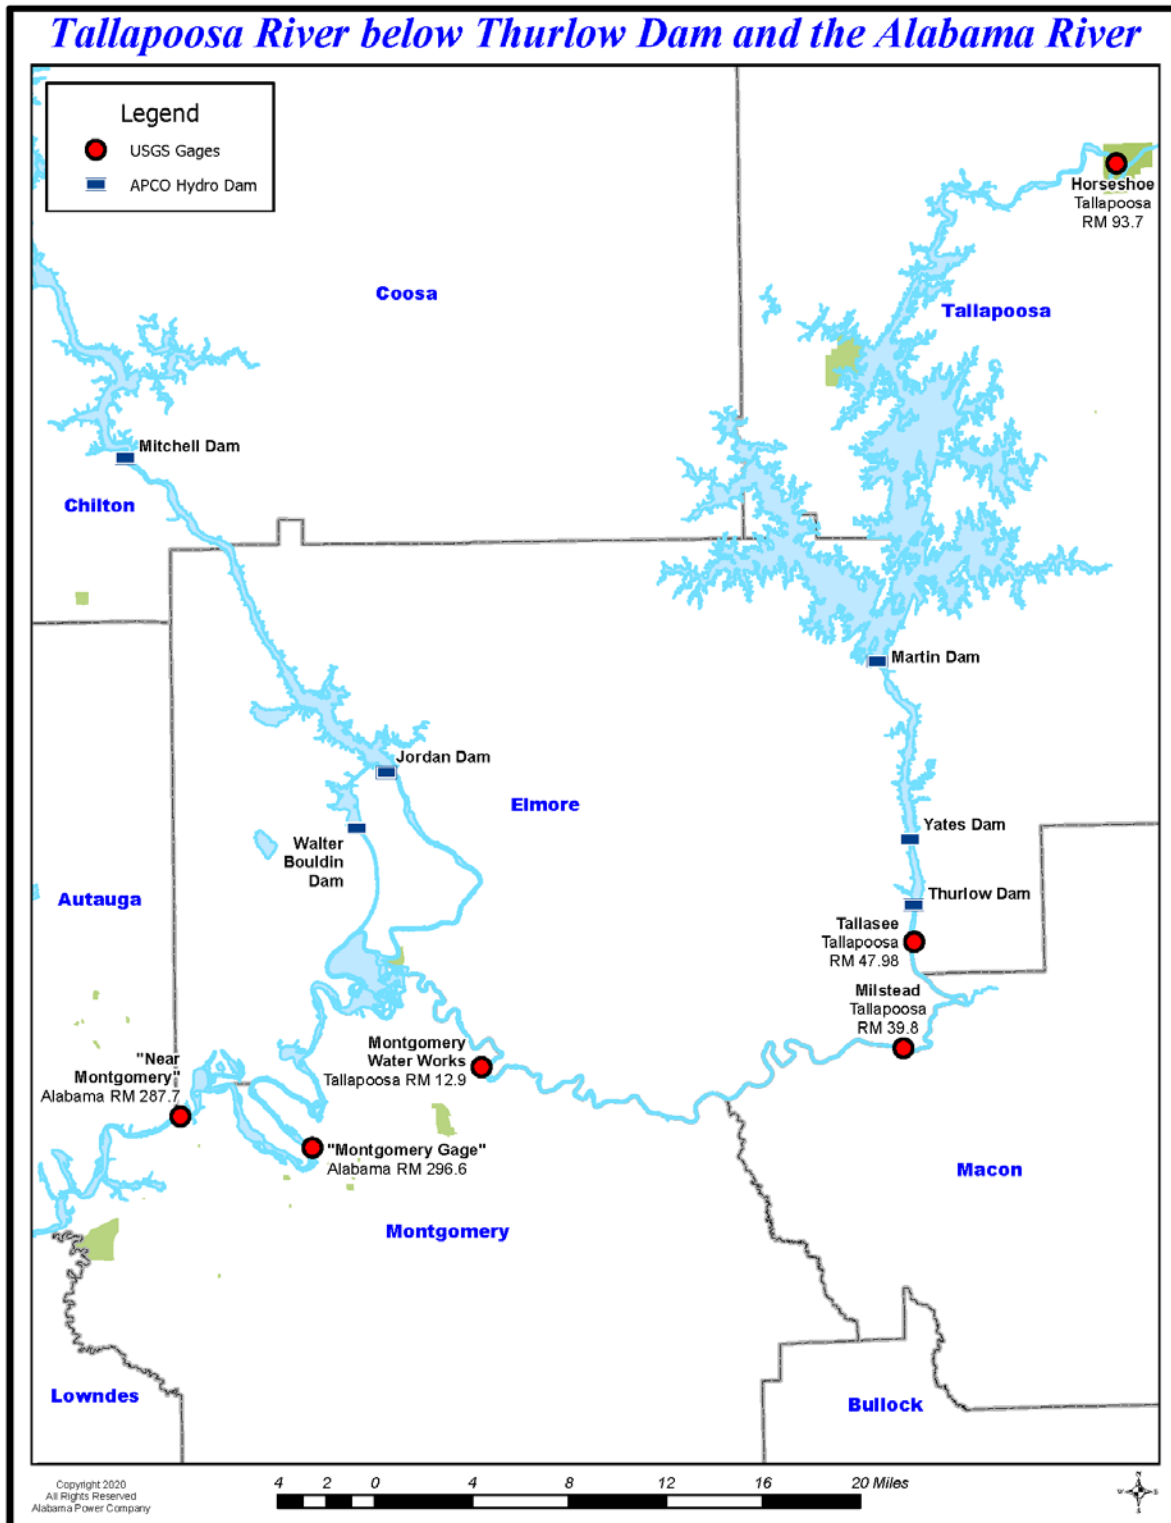 Tallapoosa River below Thurlow Dam and the Alabama River
Legend
USGS Gages
APCO Hydro Dam
Horseshoe
Tallapoosa
RM 93.7
Coosa
Tallapoosa
Mitchell Dam
Chilton
Martin Dam
Jordan Dam
Elmore
Yates Dam
Walter
Bouldin
Dam
Thurlow Dam
Autauga
Tallasee
Tallapoosa
RM 47.98
Milstead
Tallapoosa
RM 39.8
Montgomery
Water Works
Tallapoosa RM 12.9
"Near
Montgomery"
Alabama RM 287.7
"Montgomery Gage"
Alabama RM 296.6
Macon
Montgomery
Lowndes
Bullock
Copyright 2020
All Rights Reserved
Alabama Power Company
4 2 0 4 8 12 16 20 Miles
N
W
S